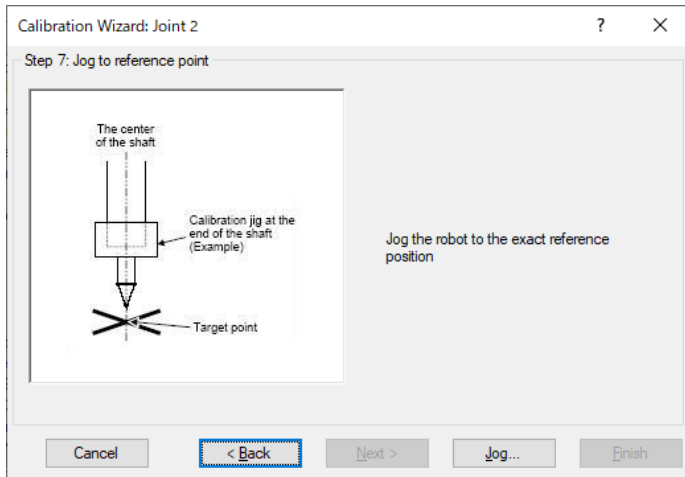 Calibration Wizard: Joint 2
?
Step 7: Jog to reference point
The center
of the shaft
Calibration jig at the
end of the shaft
(Example)
Target point
Jog the robot to the exact reference
position
Cancel
< Back
Next >
Jog...
Finish